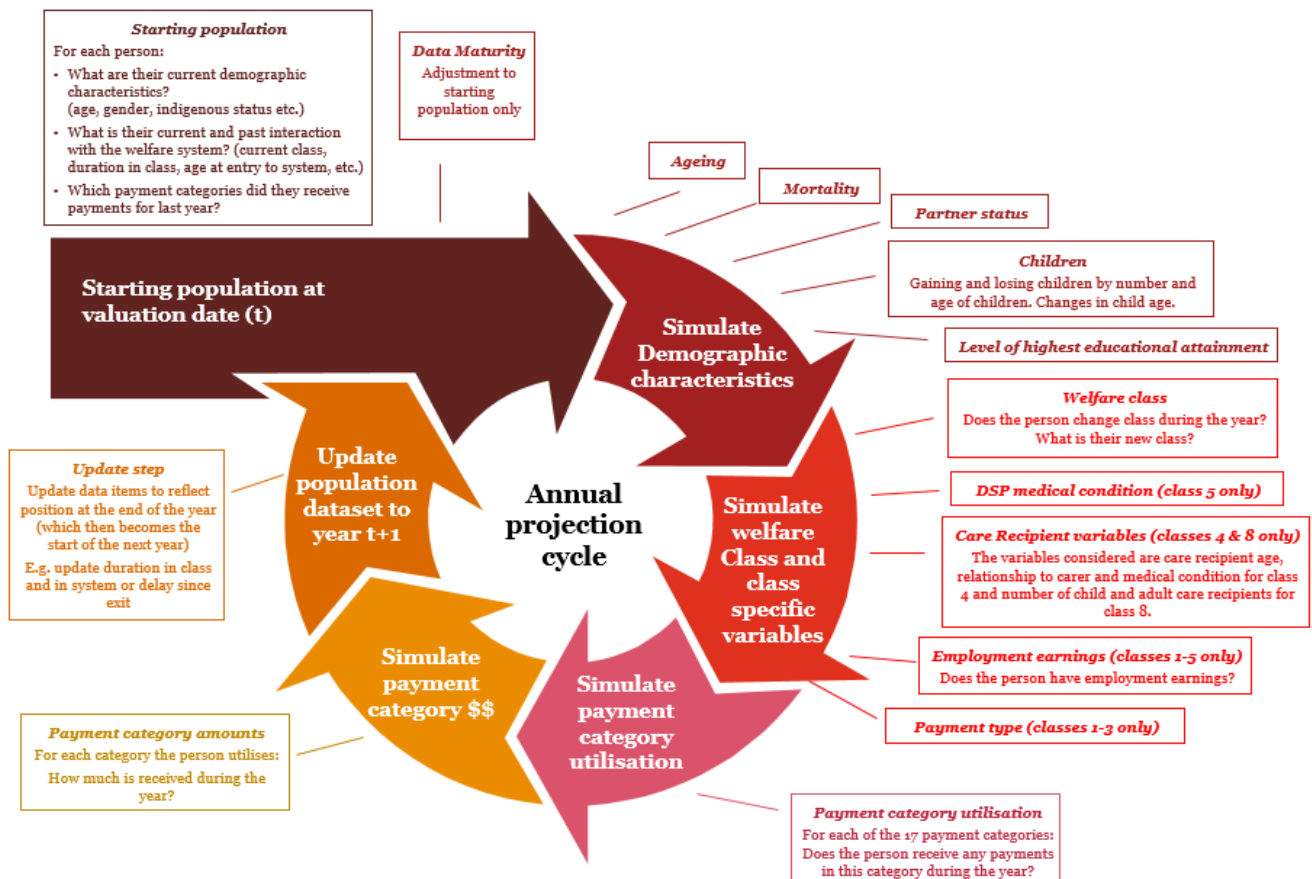 Starting population
For each person:
• What are their current demographic
characteristics?
(age, gender, indigenous status etc.)
• What is their current and past interaction
with the welfare system? (current class,
duration in class, age at entry to system, etc.)
• Which payment categories did they receive
payments for last year?
Data Maturity
Adjustment to
starting
population only
Ageing
Mortality
Partner status
Children
Gaining and losing children by number and
age of children. Changes in child age.
Level of highest educational attainment
Starting population at
valuation date (t)
Simulate
Demographic
characteristics
Welfare class
Does the person change class during the year?
What is their new class?
DSP medical condition (class 5 only)
Care Recipient variables (classes 4 & 8 only)
The variables considered are care recipient age,
relationship to carer and medical condition for class
4 and number of child and adult care recipients for
class 8.
Employment earnings (classes 1-5 only)
Does the person have employment earnings?
Payment type (classes 1-3 only)
Simulate
welfare
Class and
class
specific
variables
Annual
projection
cycle
Simulate
payment
category
utilisation
Payment category utilisation
For each of the 17 payment categories:
Does the person receive any payments
in this category during the year?
Simulate
payment
category $$
Payment category amounts
For each category the person utilises:
How much is received during the
year?
Update
population
dataset to
year t+1
Update step
Update data items to reflect
position at the end of the year
(which then becomes the
start of the next year)
E.g. update duration in class
and in system or delay since
exit